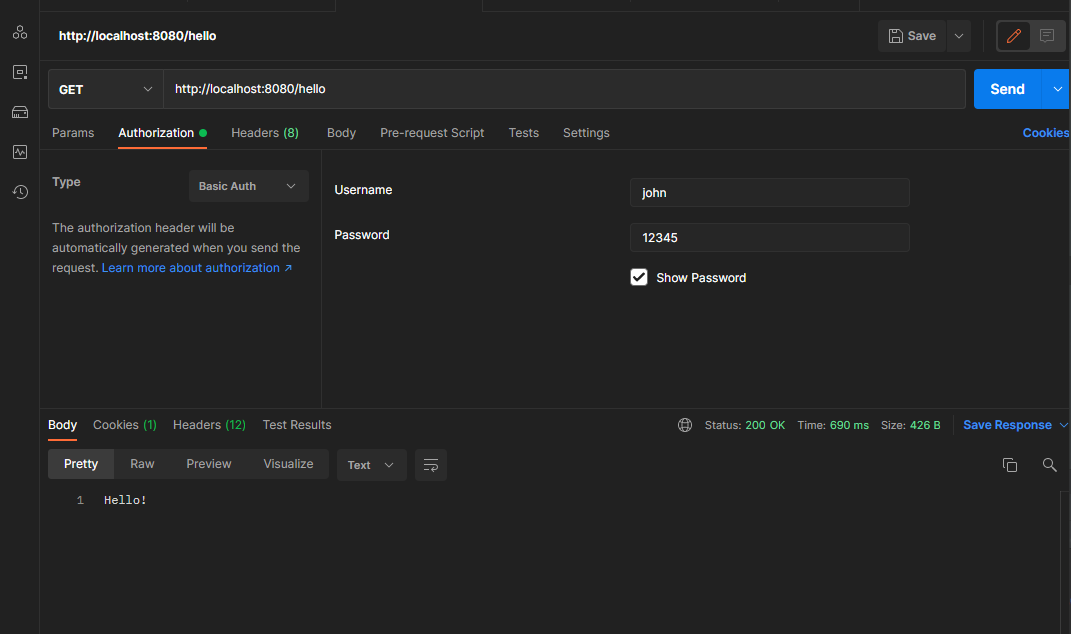 http://localhost:8080/hello Save
GET http://localhost:8080/hello Send
Params Authorization Headers (8) Body Pre-request Script Tests Settings Cookies
Type Basic Auth
The authorization header will be
automatically generated when you send the
request. Learn more about authorization ↗
Username john
Password 12345
Show Password
Body Cookies (1) Headers (12) Test Results Status: 200 OK Time: 690 ms Size: 426 B Save Response
Pretty Raw Preview Visualize Text
1 Hello!